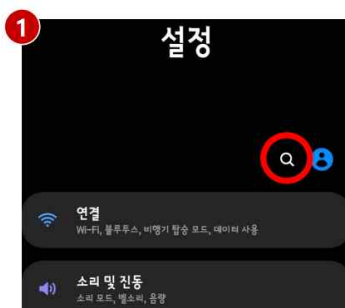 1
설정
연결
Wi-Fi, 블루투스, 비행기 탑승 모드, 데이터 사용
소리 및 진동
소리 모드, 벨소리, 음량